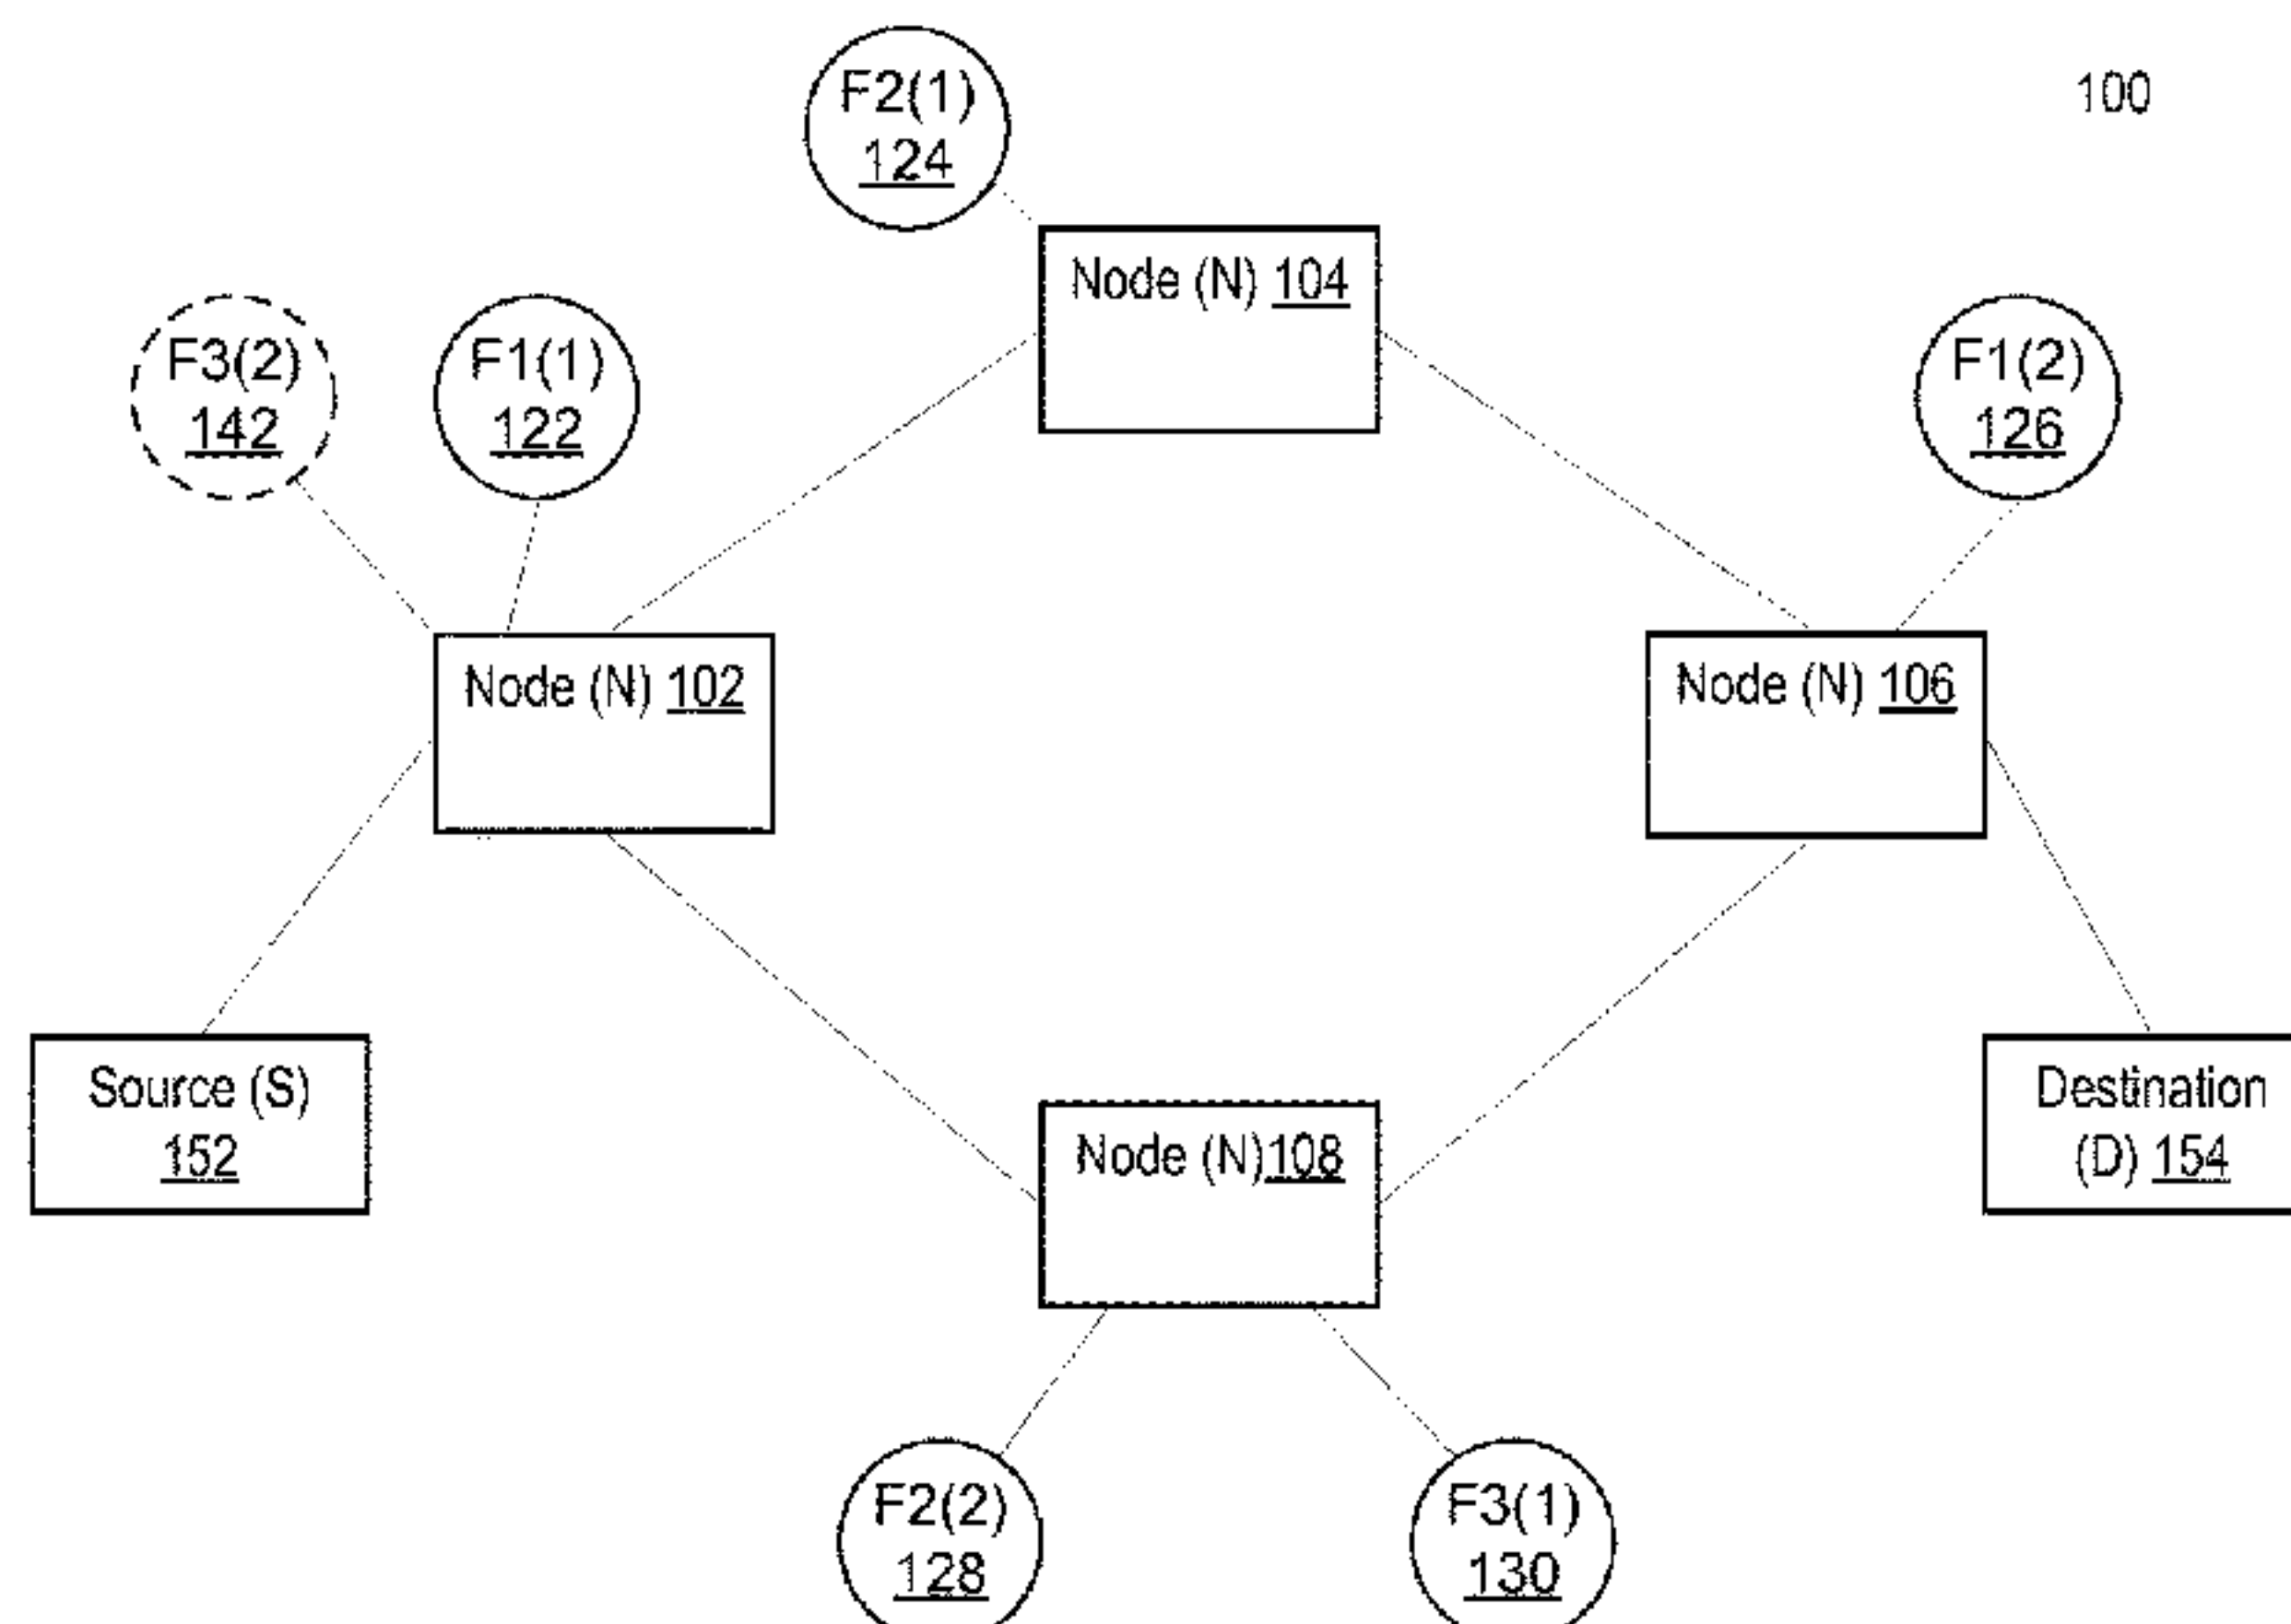 F2(1)
124
100
Node (N) 104
F3(2)
142
F1(1)
122
F1(2)
126
Node (N) 102
Node (N) 106
Source (S)
152
Node (N)108
Destination
(D) 154
F2(2)
128
F3(1)
130